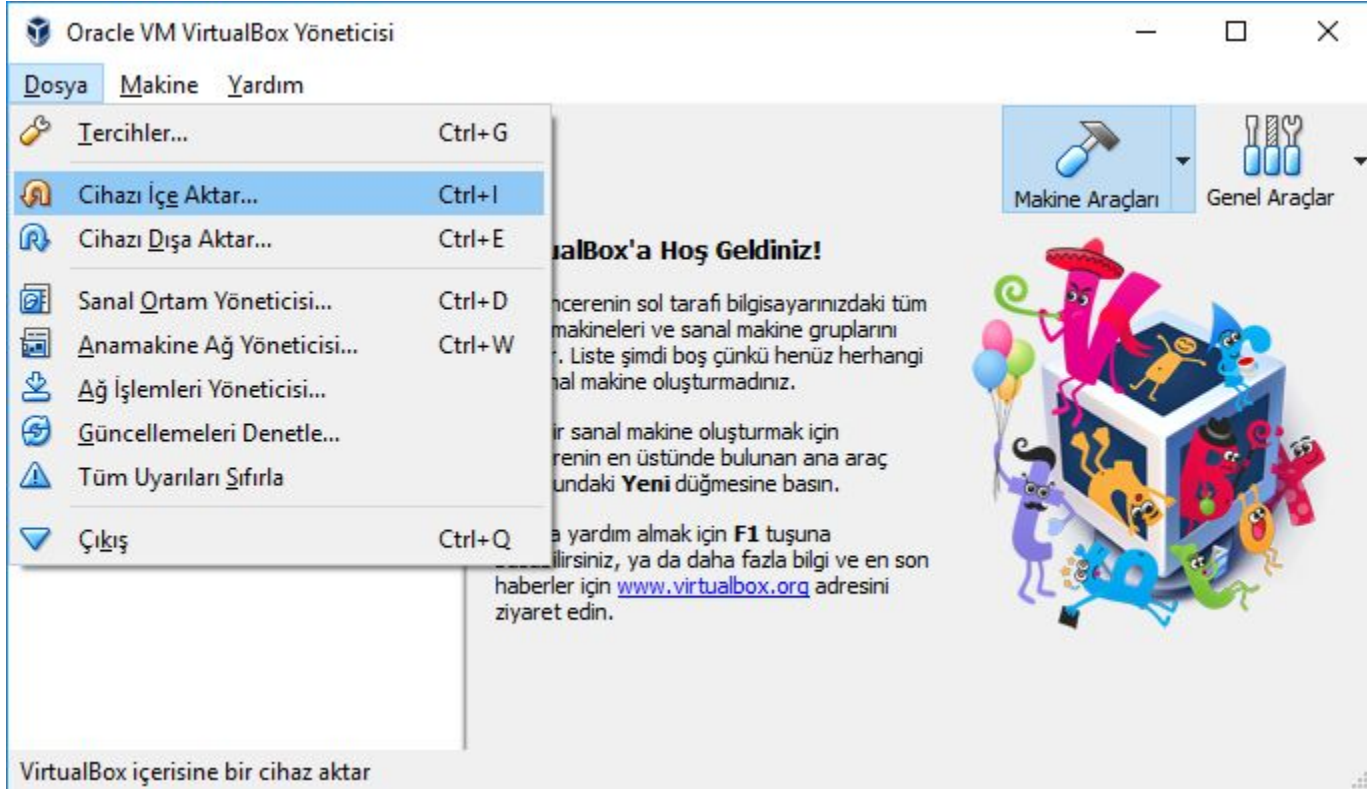 Oracle VM VirtualBox Yöneticisi
Dosya Makine Yardım
Tercihler... Ctrl+G
Cihazı İçe Aktar... Ctrl+I
Cihazı Dışa Aktar... Ctrl+E
Sanal Ortam Yöneticisi... Ctrl+D
Anamakine Ağ Yöneticisi... Ctrl+W
Ağ İşlemleri Yöneticisi...
Güncellemeleri Denetle...
Tüm Uyarıları Sıfırla
Çıkış Ctrl+Q
Makine Araçları
Genel Araçlar
ualBox'a Hoş Geldiniz!
ncerenin sol tarafı bilgisayarınızdaki tüm
makineleri ve sanal makine gruplarını
r. Liste şimdi boş çünkü henüz herhangi
nal makine oluşturmadınız.
ir sanal makine oluşturmak için
renin en üstünde bulunan ana araç
undaki Yeni düğmesine basın.
a yardım almak için F1 tuşuna
ilirsiniz, ya da daha fazla bilgi ve en son
haberler için www.virtualbox.org adresini
ziyaret edin.
VirtualBox içerisine bir cihaz aktar